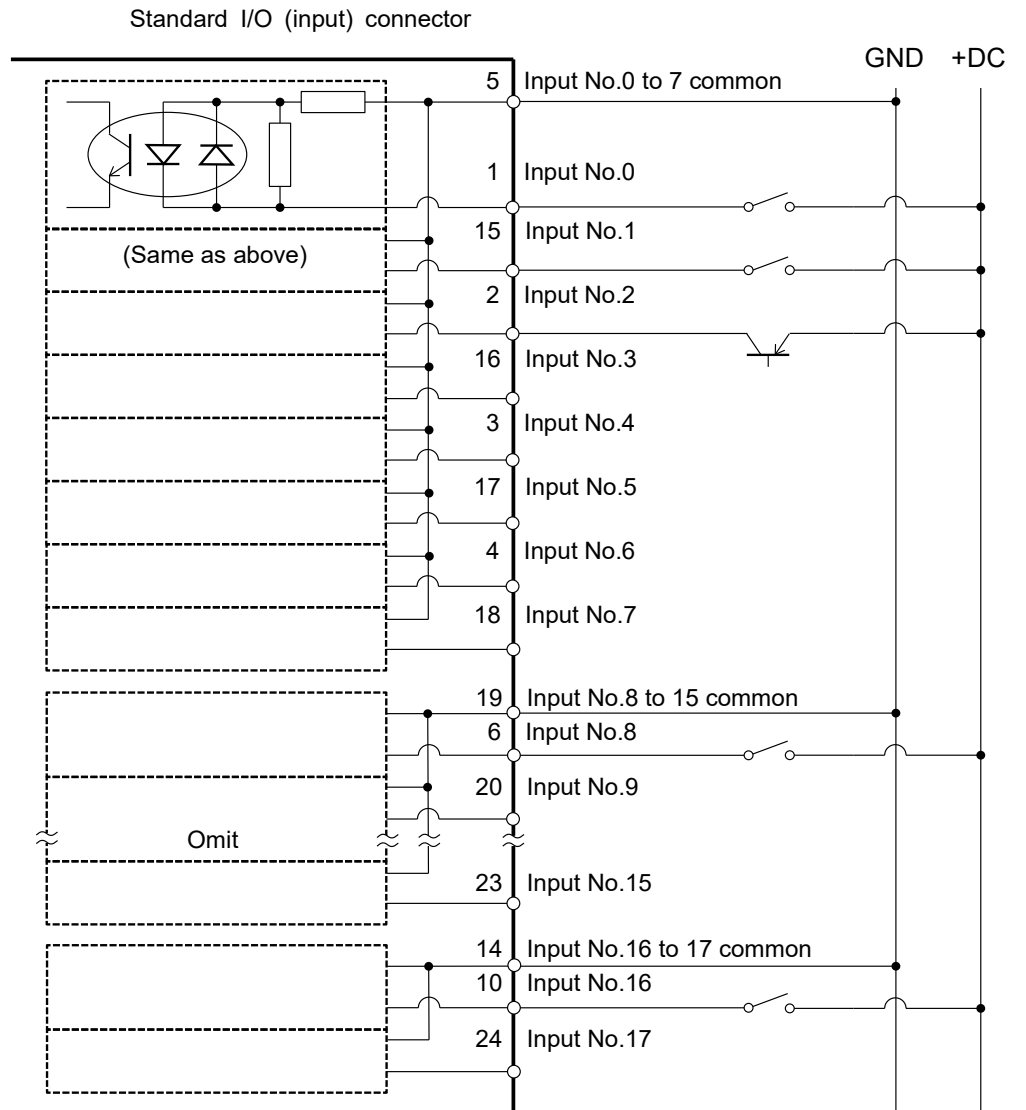 Standard I/O (input) connector
GND +DC
5 Input No.0 to 7 common
1 Input No.0
15 Input No.1
(Same as above)
2 Input No.2
16 Input No.3
3 Input No.4
17 Input No.5
4 Input No.6
18 Input No.7
19 Input No.8 to 15 common
6 Input No.8
20 Input No.9
Omit
23 Input No.15
14 Input No.16 to 17 common
10 Input No.16
24 Input No.17